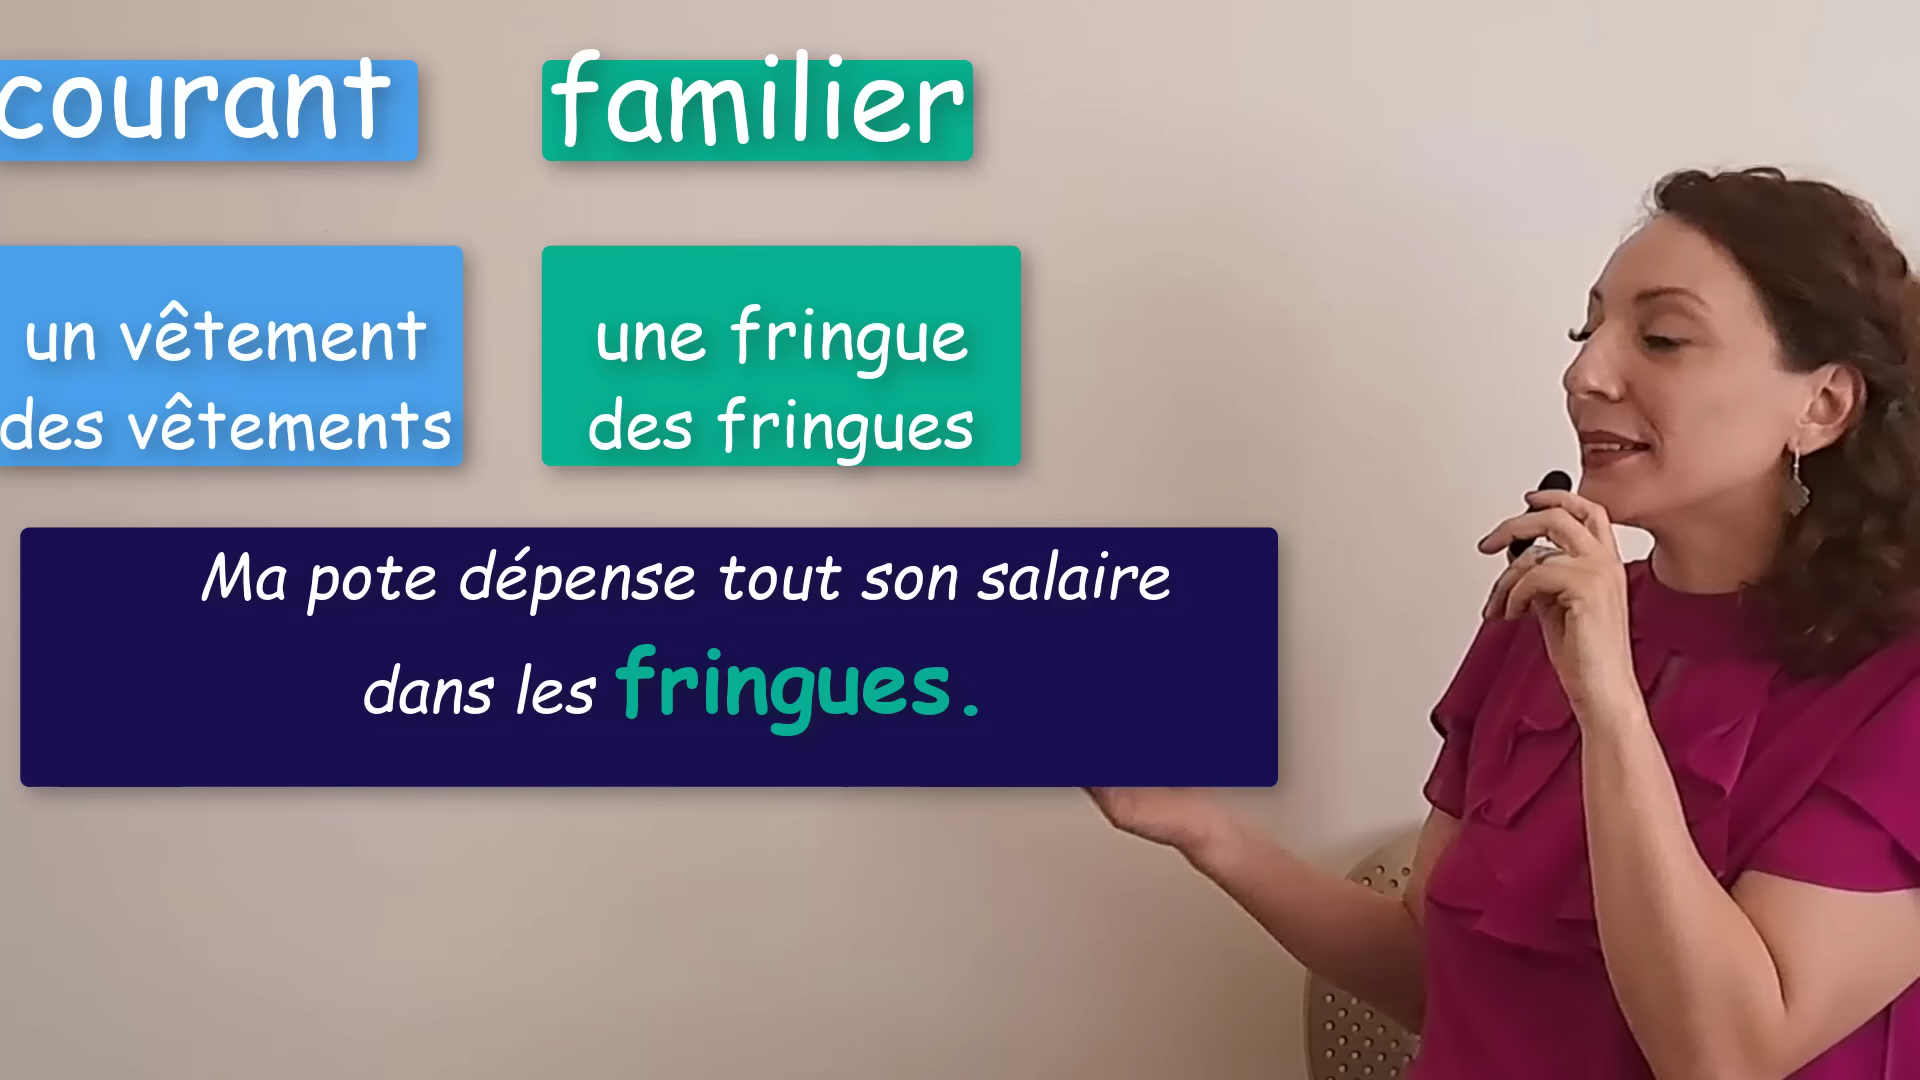 courant
familier
un vêtement
des vêtements
une fringue
des fringues
Ma pote dépense tout son salaire
dans les fringues.